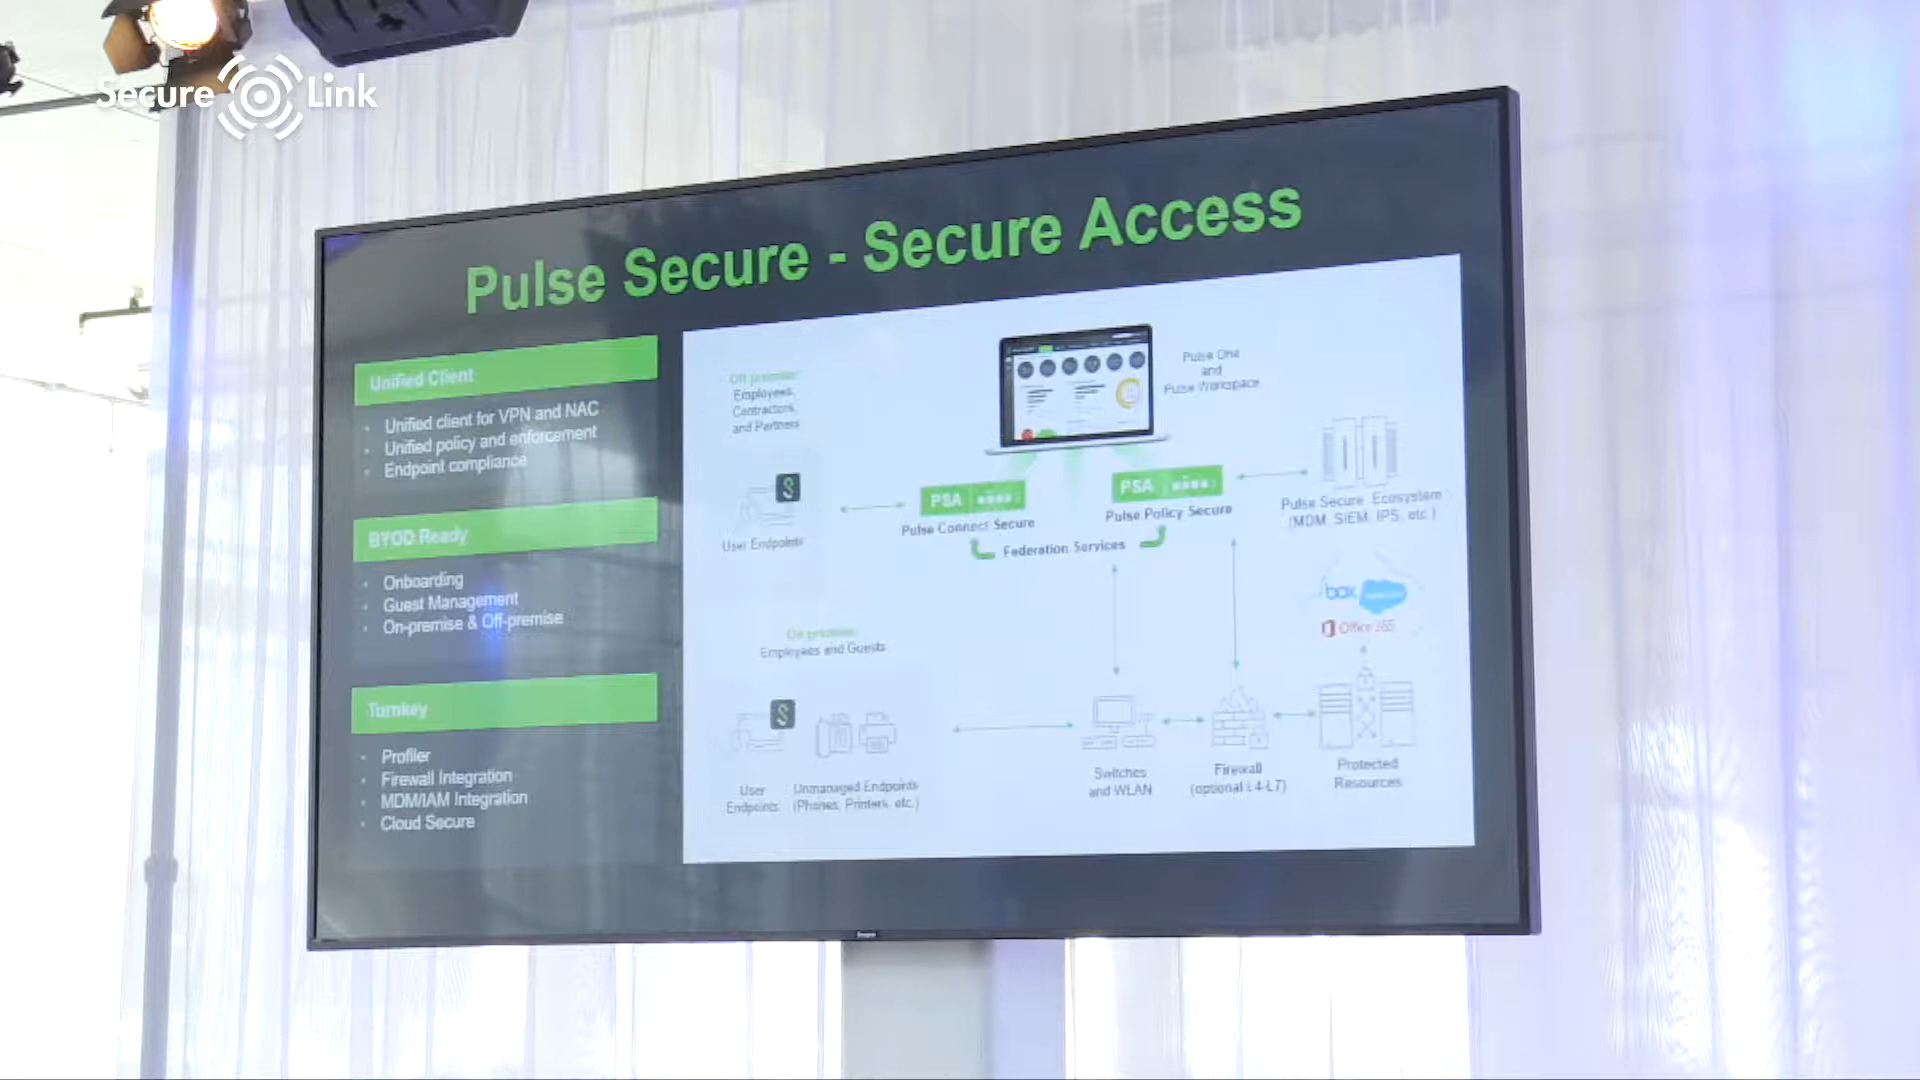 Secure Link
Pulse Secure - Secure Access
Unified Client
Unified client for VPN and NAC
Unified policy and enforcement
Endpoint compliance
BYOD Ready
Onboarding
Guest Management
On-premise & Off-premise
Turnkey
Profiler
Firewall Integration
MDM/IAM Integration
Cloud Secure
Off premise:
Employees,
Contractors,
and Partners
User Endpoints
Pulse One
and
Pulse Workspace
PSA
Pulse Connect Secure
PSA
Pulse Policy Secure
Federation Services
Pulse Secure Ecosystem
(MDM, SIEM, IPS, etc.)
box
Office 365
On premise:
Employees and Guests
User
Endpoints
Unmanaged Endpoints
(Phones, Printers, etc.)
Switches
and WLAN
Firewall
(optional L4-L7)
Protected
Resources